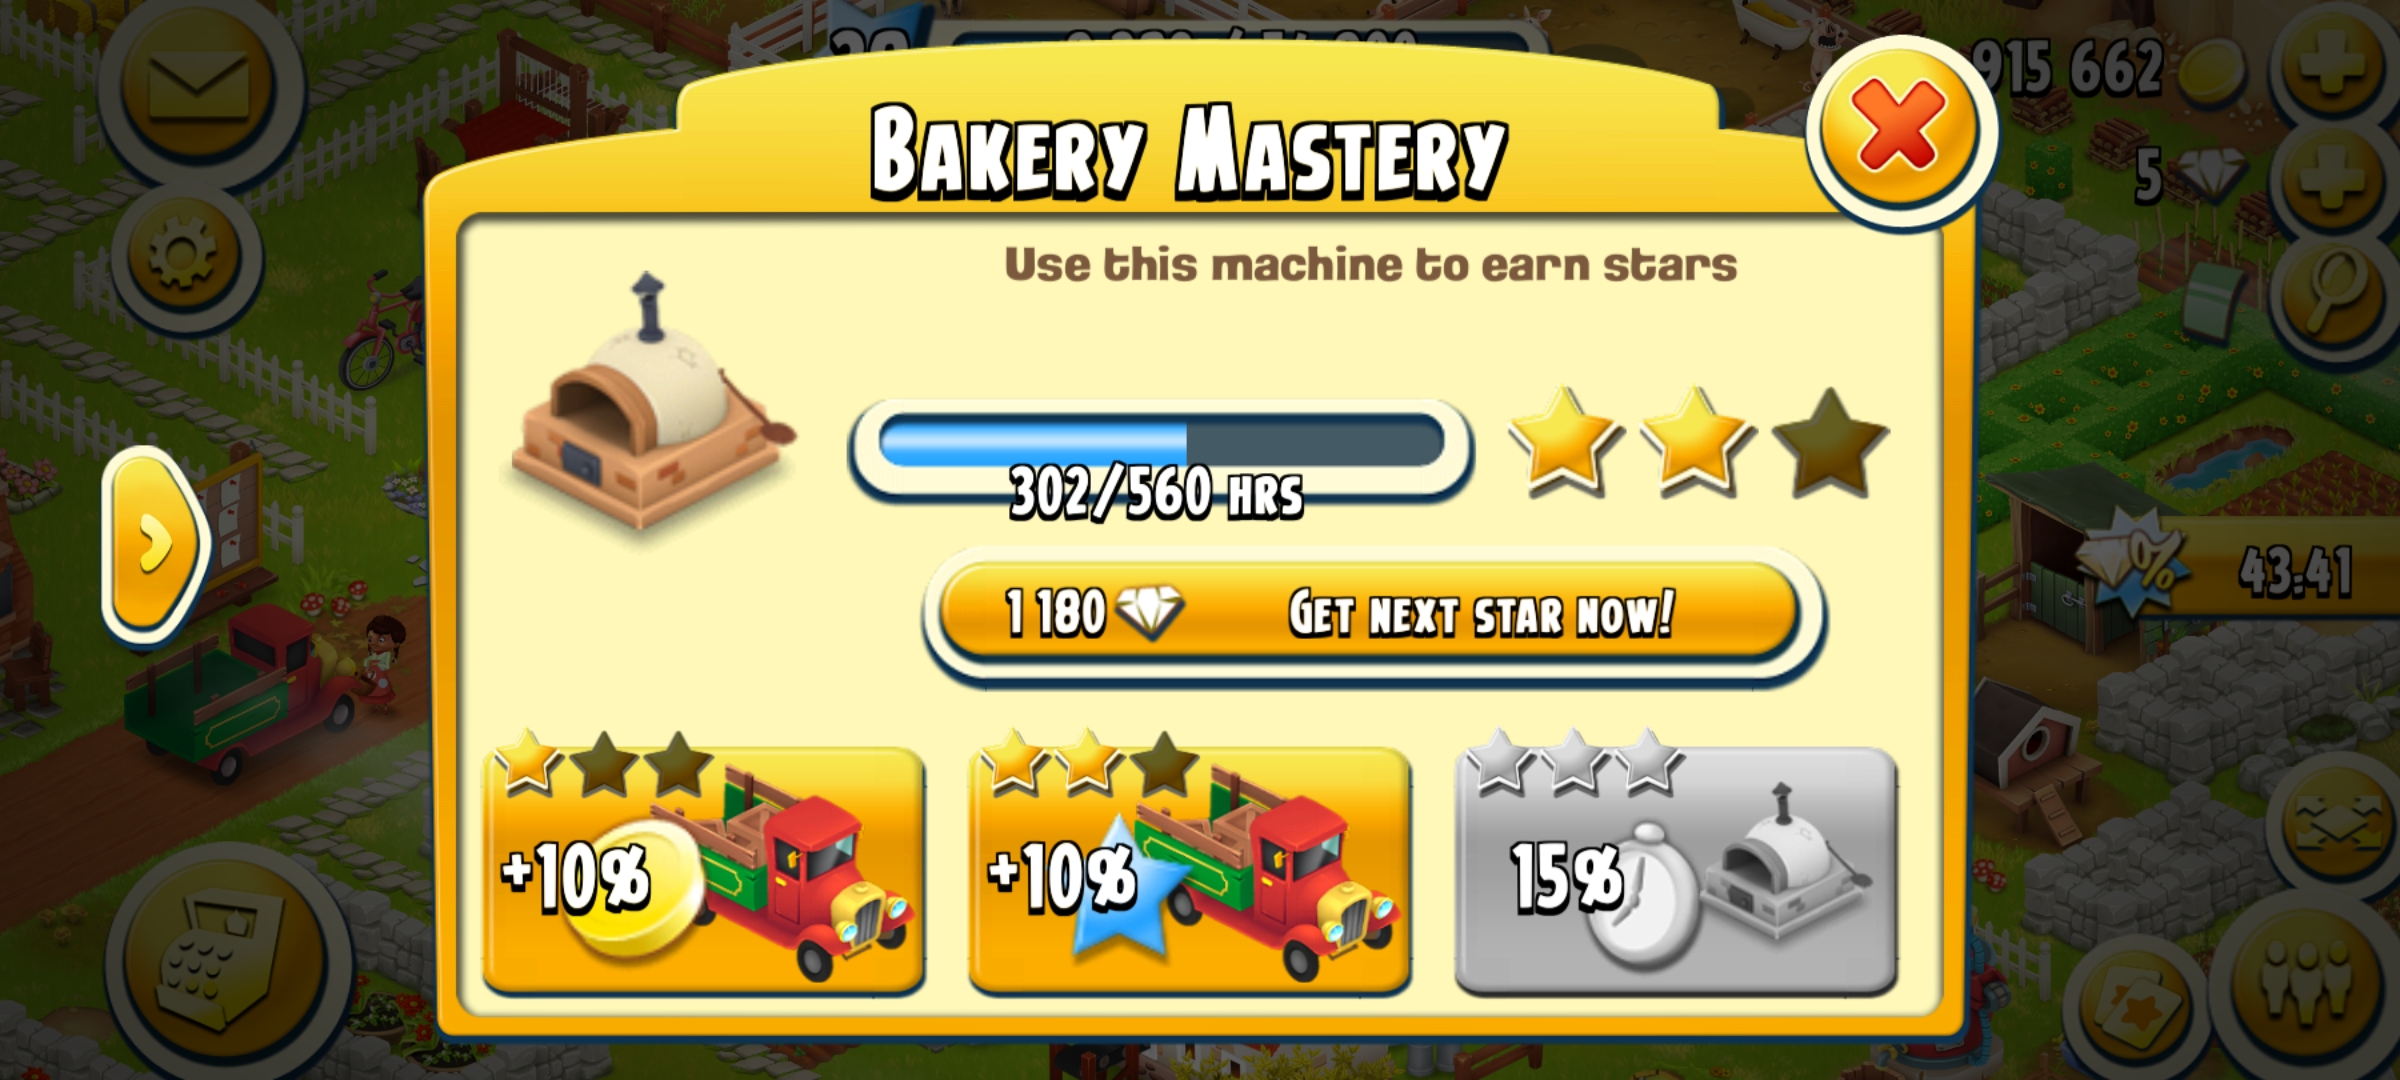 915 662
Bakery Mastery
5
Use this machine to earn stars
302/560 hrs
1 180 Get next star now!
% 43:41
+10%
+10%
15%